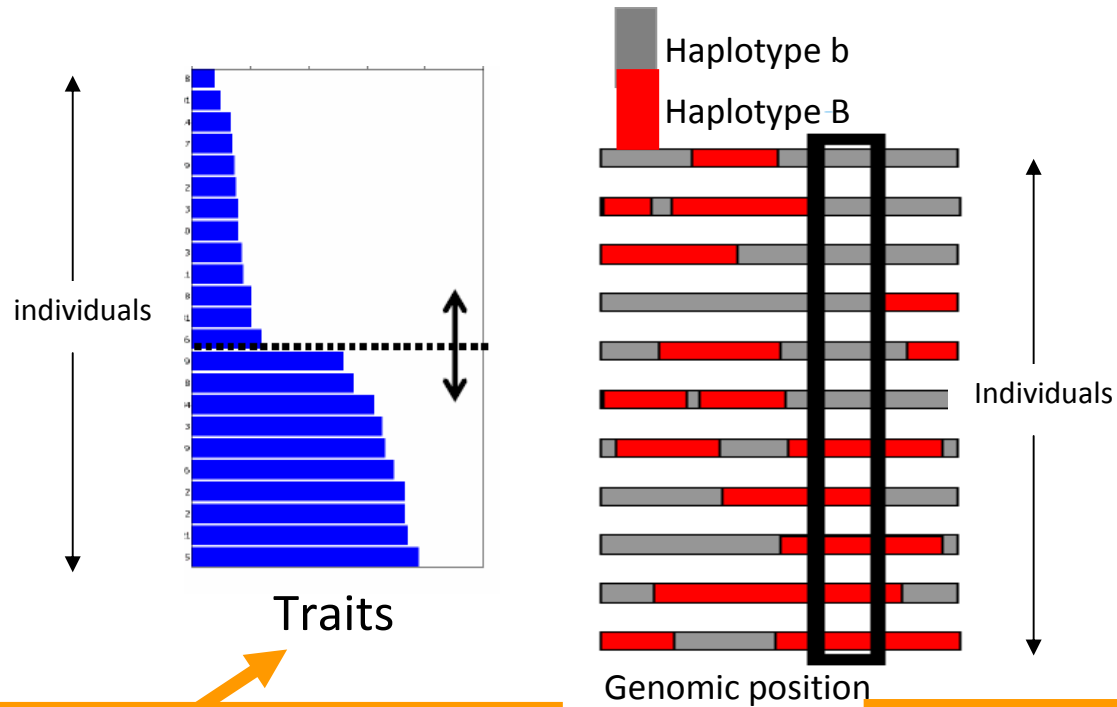 Haplotype b
Haplotype B
individuals
Individuals
Traits
Genomic position